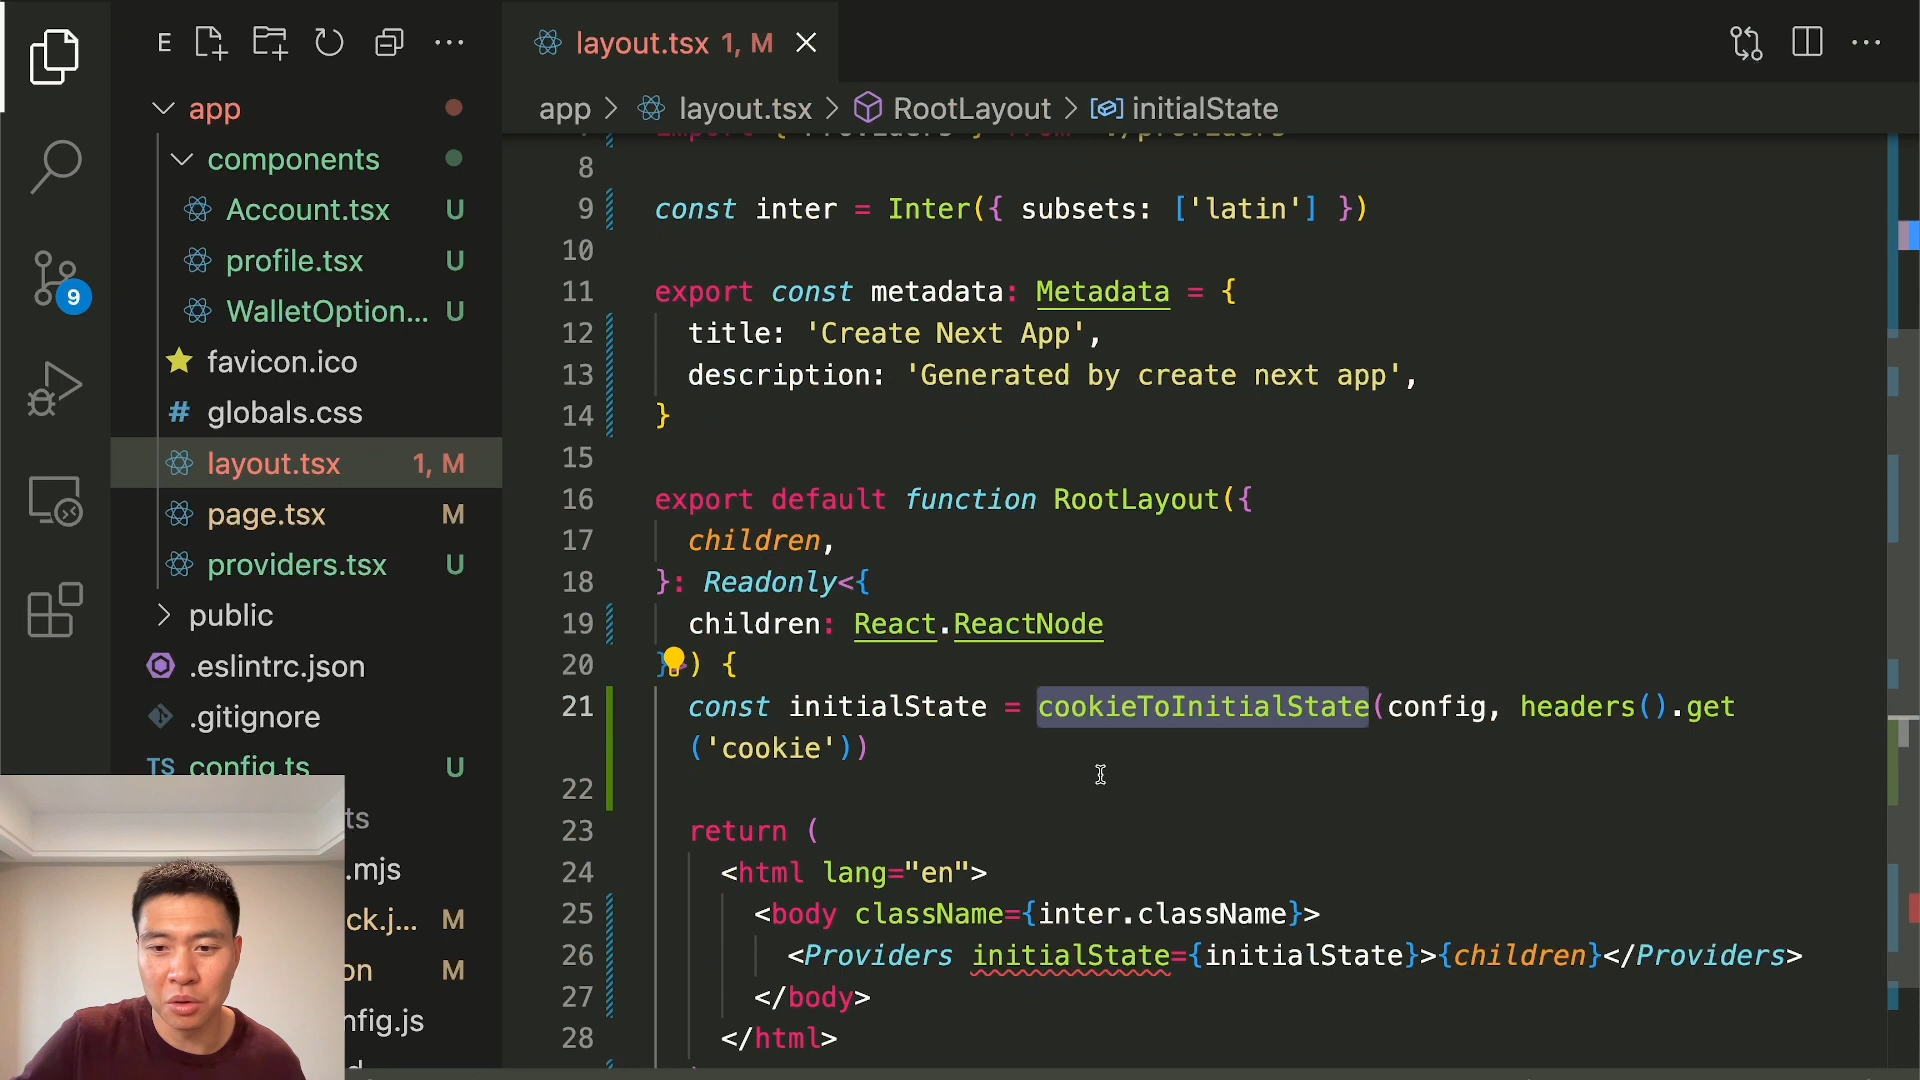 E
layout.tsx 1, M
app > layout.tsx > RootLayout > initialState
app
components
Account.tsx U
profile.tsx U
WalletOption... U
favicon.ico
# globals.css
layout.tsx 1, M
page.tsx M
providers.tsx U
public
.eslintrc.json
.gitignore
TS config.ts U
ts
.mjs
ck.j... M
on M
nfig.js
9
import { Providers } from './providers'
8
9 const inter = Inter({ subsets: ['latin'] })
10
11 export const metadata: Metadata = {
12 title: 'Create Next App',
13 description: 'Generated by create next app',
14 }
15
16 export default function RootLayout({
17 children,
18 }: Readonly<{
19 children: React.ReactNode
20 }>) {
21 const initialState = cookieToInitialState(config, headers().get
('cookie'))
22
23 return (
24 <html lang="en">
25 <body className={inter.className}>
26 <Providers initialState={initialState}>{children}</Providers>
27 </body>
28 </html>